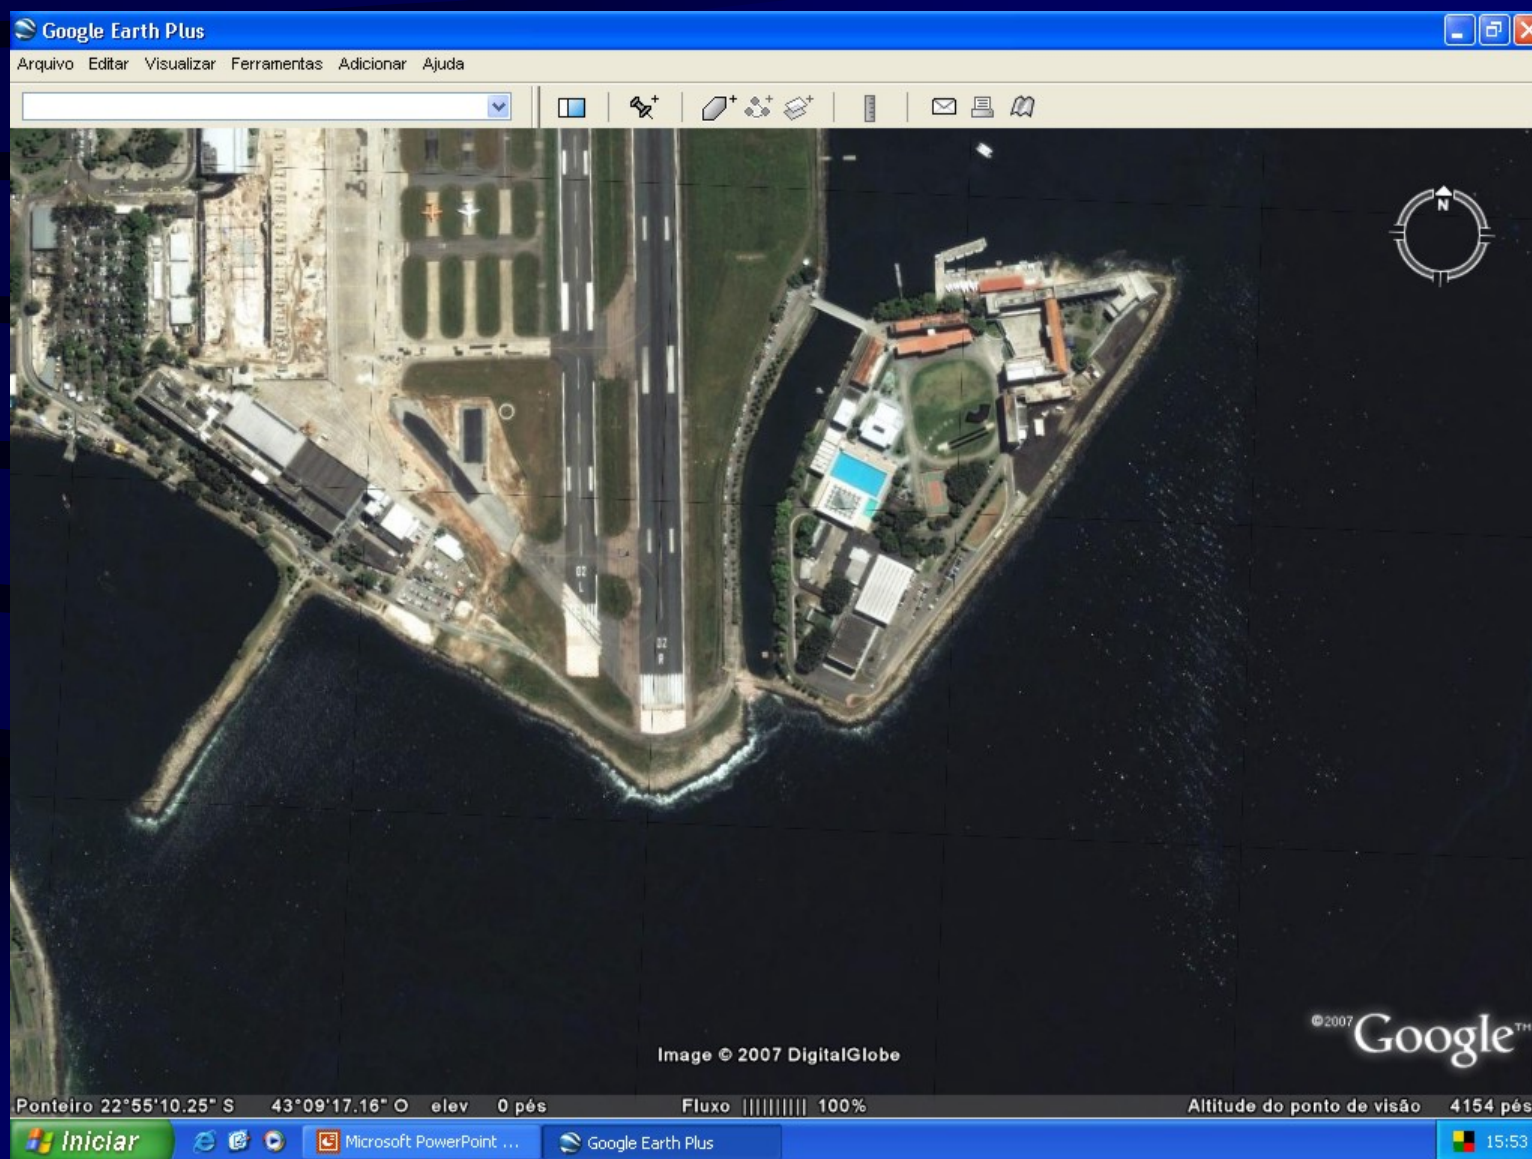 Google Earth Plus
Arquivo Editar Visualizar Ferramentas Adicionar Ajuda
N
02
L
02
R
©2007 Google™
Image © 2007 DigitalGlobe
Ponteiro 22°55'10.25" S 43°09'17.16" O elev 0 pés Fluxo |||||||||| 100% Altitude do ponto de visão 4154 pés
Iniciar Microsoft PowerPoint ... Google Earth Plus 15:53